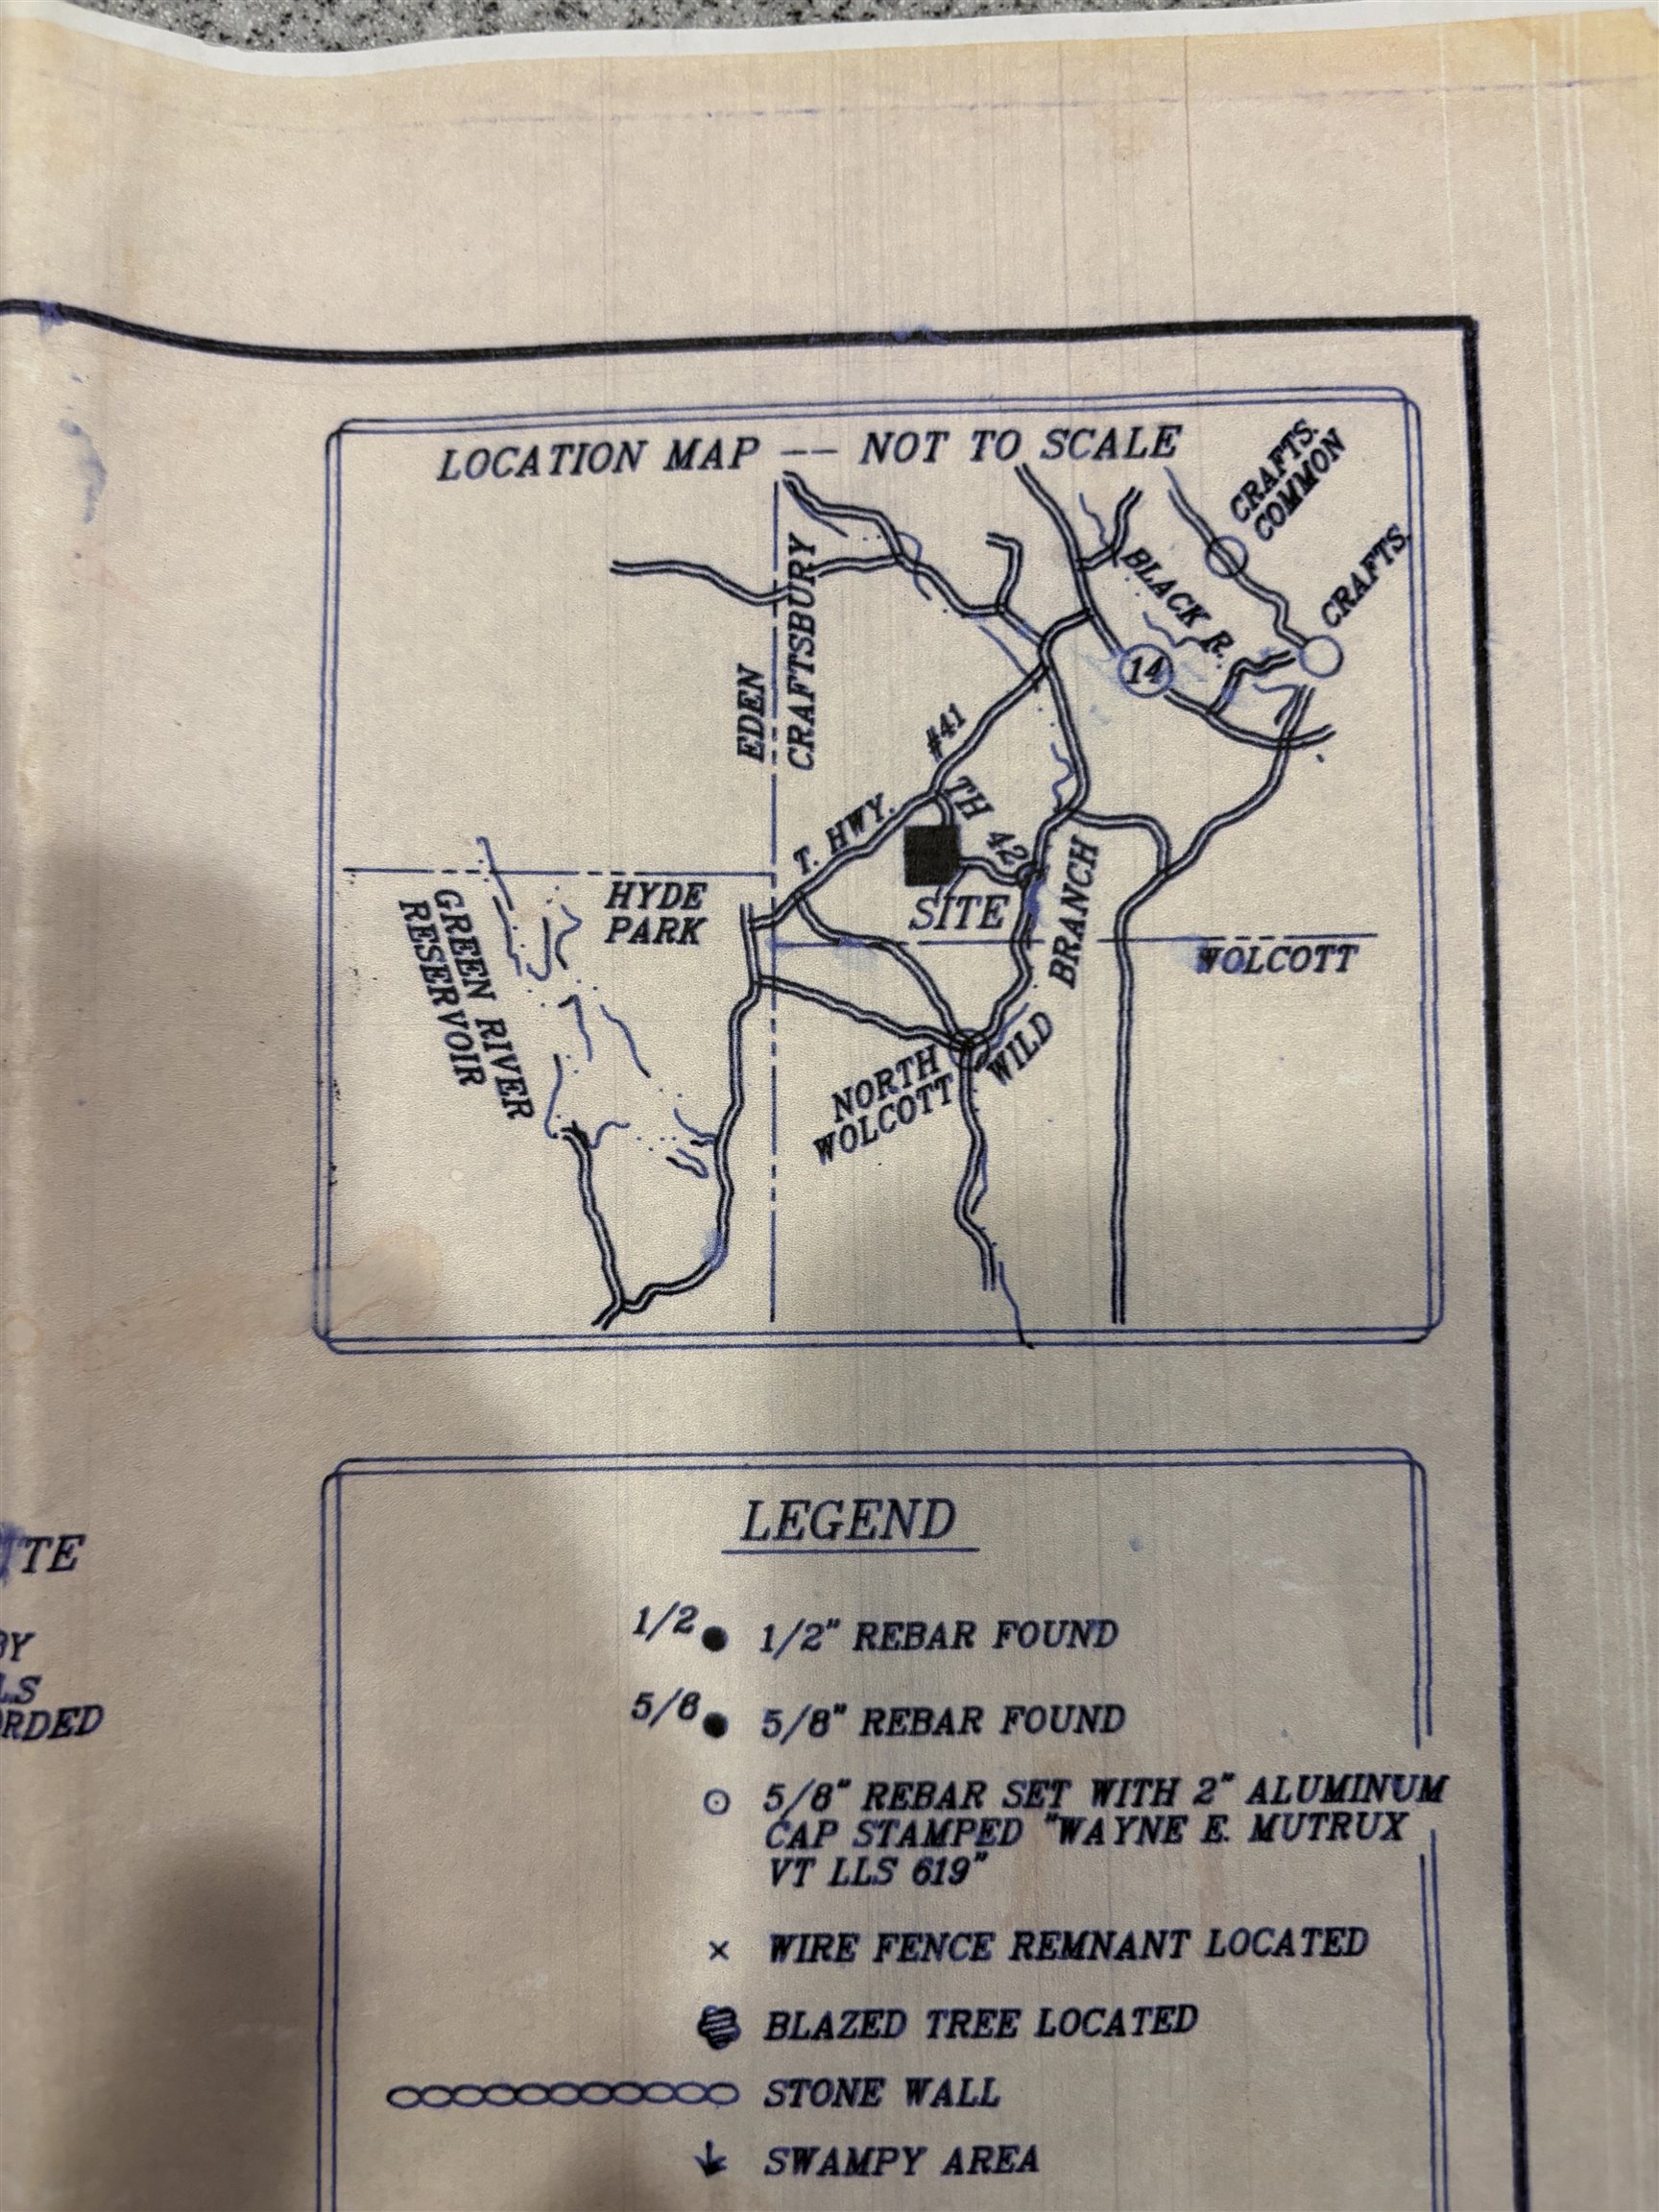 LOCATION MAP -- NOT TO SCALE
CRAFTS.
COMMON
CRAFTS.
BLACK R.
14
EDEN
CRAFTSBURY
#41
T. HWY.
TH
42
SITE
HYDE
PARK
GREEN RIVER
RESERVOIR
BRANCH
WILD
WOLCOTT
NORTH
WOLCOTT
LEGEND
1/2 1/2" REBAR FOUND
5/8 5/8" REBAR FOUND
5/8" REBAR SET WITH 2" ALUMINUM
CAP STAMPED "WAYNE E. MUTRUX
VT LLS 619"
WIRE FENCE REMNANT LOCATED
BLAZED TREE LOCATED
STONE WALL
SWAMPY AREA
ITE
BY
LS
ORDED